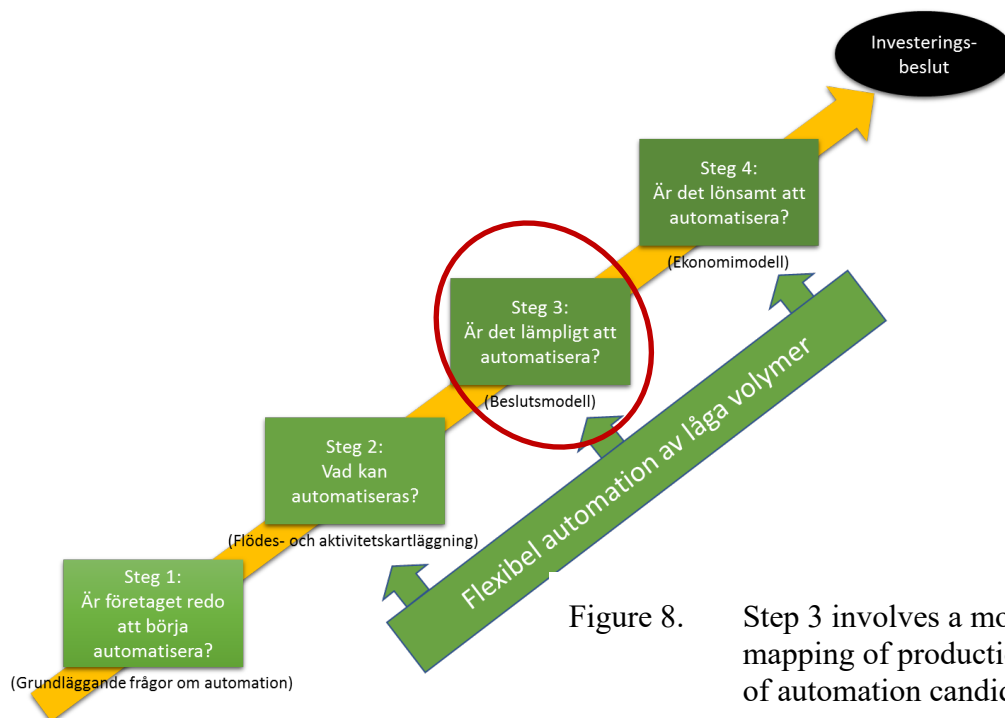 Investerings-
beslut
Steg 4:
Är det lönsamt att
automatisera?
(Ekonomimodell)
Steg 3:
Är det lämpligt att
automatisera?
(Beslutsmodell)
Steg 2:
Vad kan
automatiseras?
(Flödes- och aktivitetskartläggning)
Steg 1:
Är företaget redo
att börja
automatisera?
(Grundläggande frågor om automation)
Flexibel automation av låga volymer
Figure 8. Step 3 involves a mo
mapping of producti
of automation candid